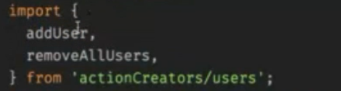 import {
  addUser,
  removeAllUsers,
} from 'actionCreators/users';